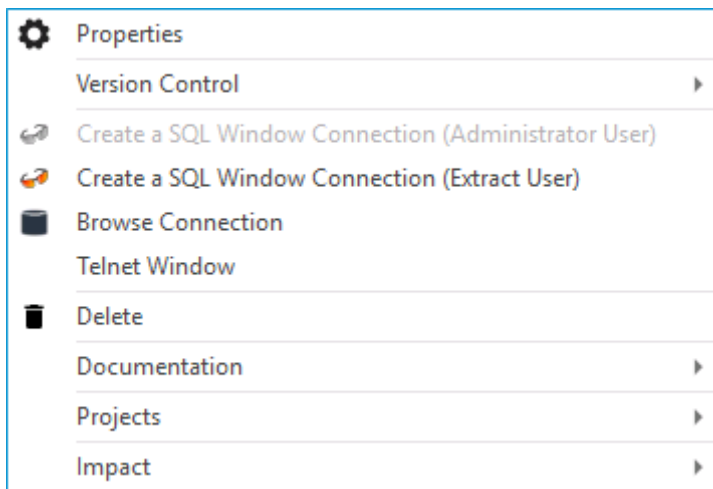 Properties
Version Control
Create a SQL Window Connection (Administrator User)
Create a SQL Window Connection (Extract User)
Browse Connection
Telnet Window
Delete
Documentation
Projects
Impact